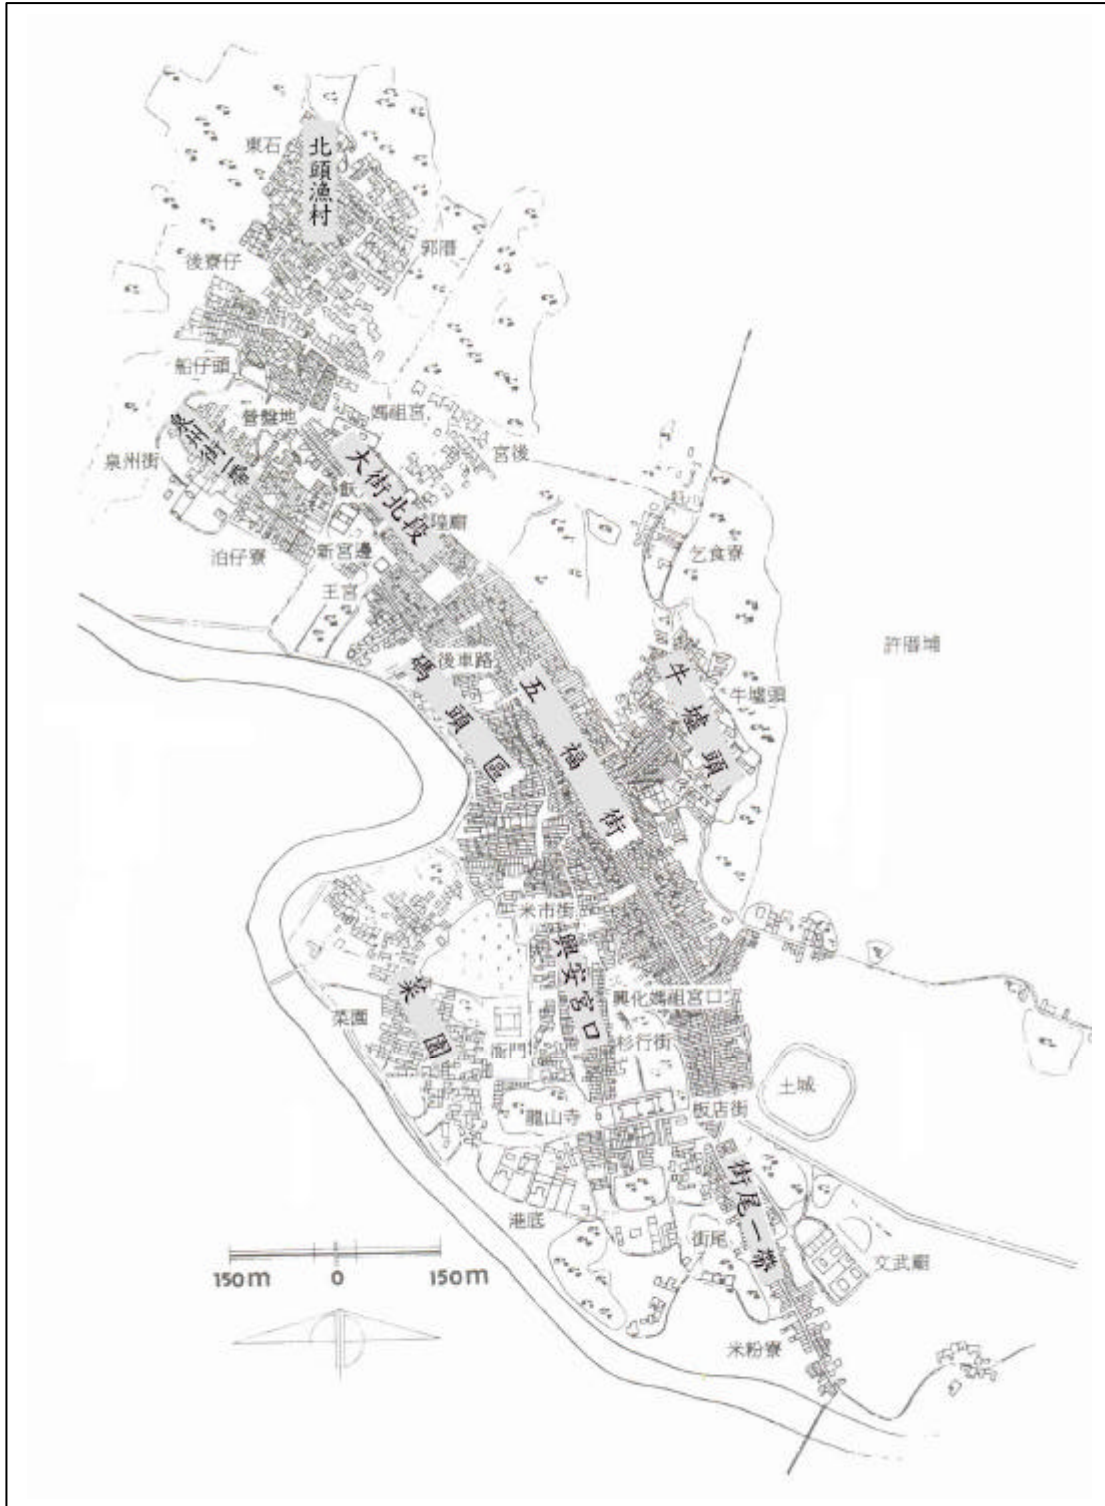 東石
北頭漁村
郭厝
後寮仔
船仔頭
營盤地
媽祖宮
泉州街
宮後
大街北段
隍廟
泊仔寮
新宮邊
乞食寮
王宮
許厝埔
後車路
碼頭區
五福街
牛墟頭
牛墟頭
米市街
興安宮口
興化媽祖宮口
菜園
菜園
衙門
杉行街
土城
龍山寺
飯店街
街尾一帶
港底
街尾
文武廟
150m 0 150m
米粉寮